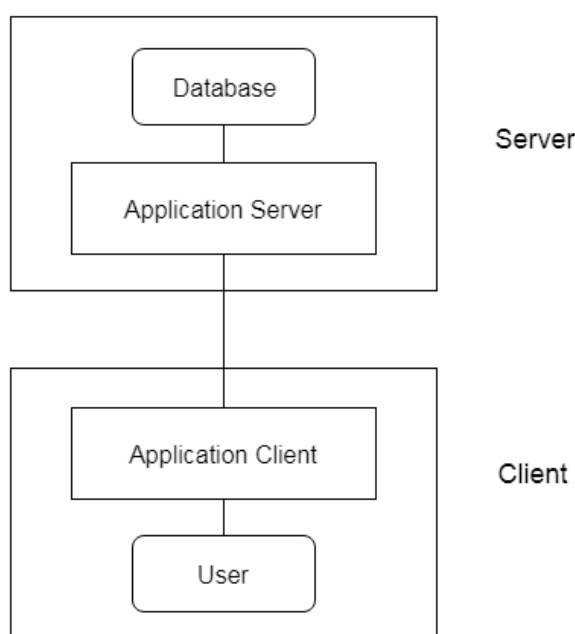 Database
Server
Application Server
Application Client
Client
User